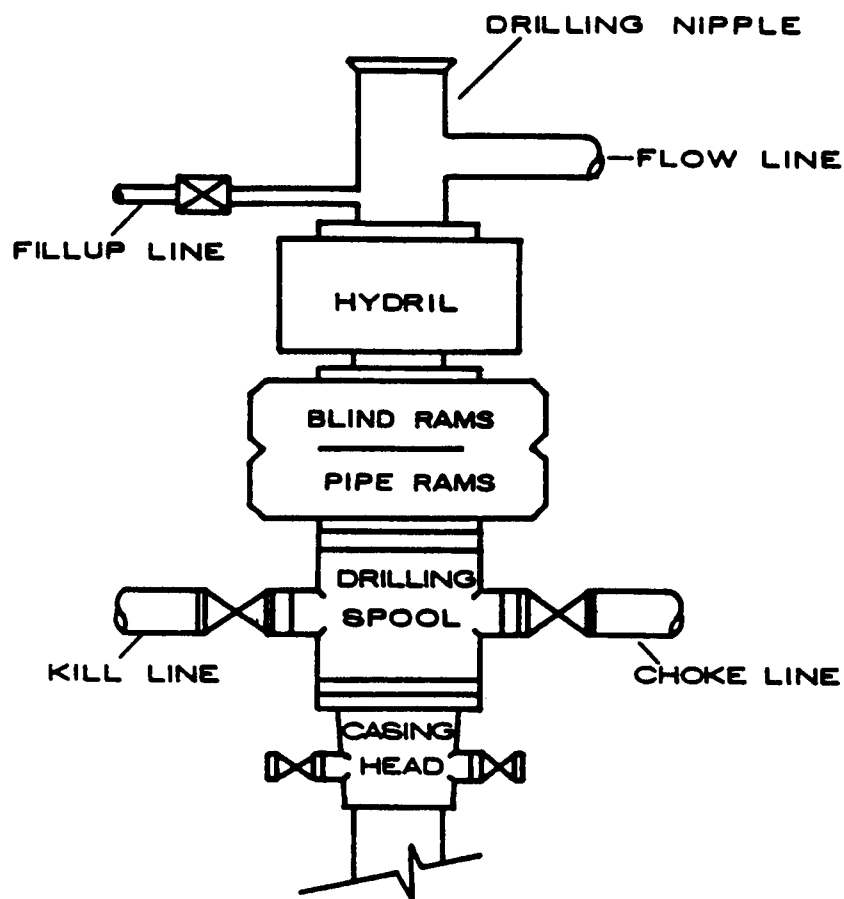 DRILLING NIPPLE
FLOW LINE
FILLUP LINE
HYDRIL
BLIND RAMS
PIPE RAMS
DRILLING
SPOOL
KILL LINE
CHOKE LINE
CASING
HEAD